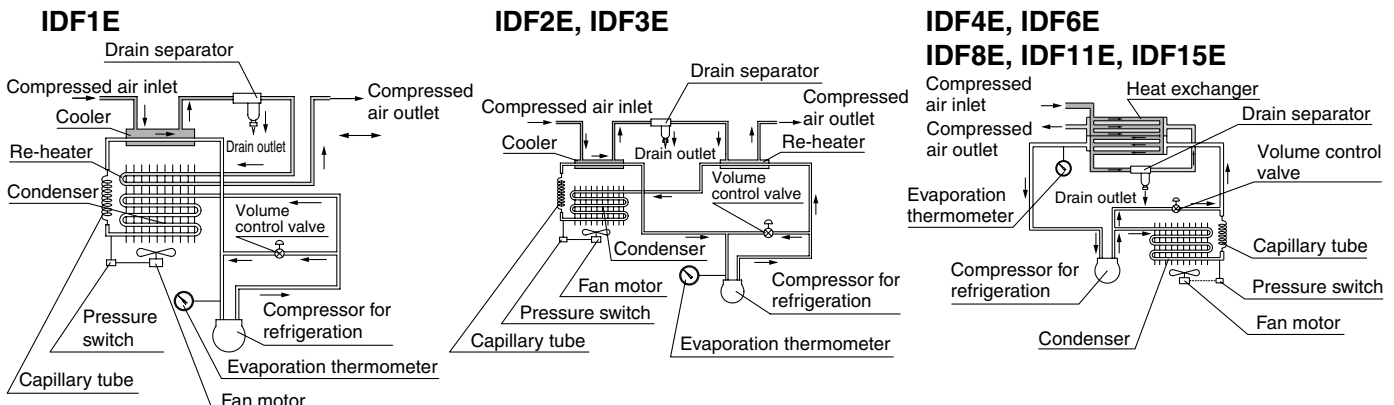 IDF1E
Drain separator
Compressed air inlet
Compressed
air outlet
Cooler
Drain outlet
Re-heater
Condenser
Volume
control valve
Pressure
switch
Compressor for
refrigeration
Evaporation thermometer
Capillary tube
Fan motor
IDF2E, IDF3E
Drain separator
Compressed air inlet
Compressed
air outlet
Cooler
Drain outlet
Re-heater
Volume
control valve
Condenser
Fan motor
Compressor for
refrigeration
Pressure switch
Capillary tube
Evaporation thermometer
IDF4E, IDF6E
IDF8E, IDF11E, IDF15E
Compressed
air inlet
Heat exchanger
Compressed
air outlet
Drain separator
Volume control
valve
Evaporation
thermometer
Drain outlet
Capillary tube
Compressor for
refrigeration
Pressure switch
Fan motor
Condenser